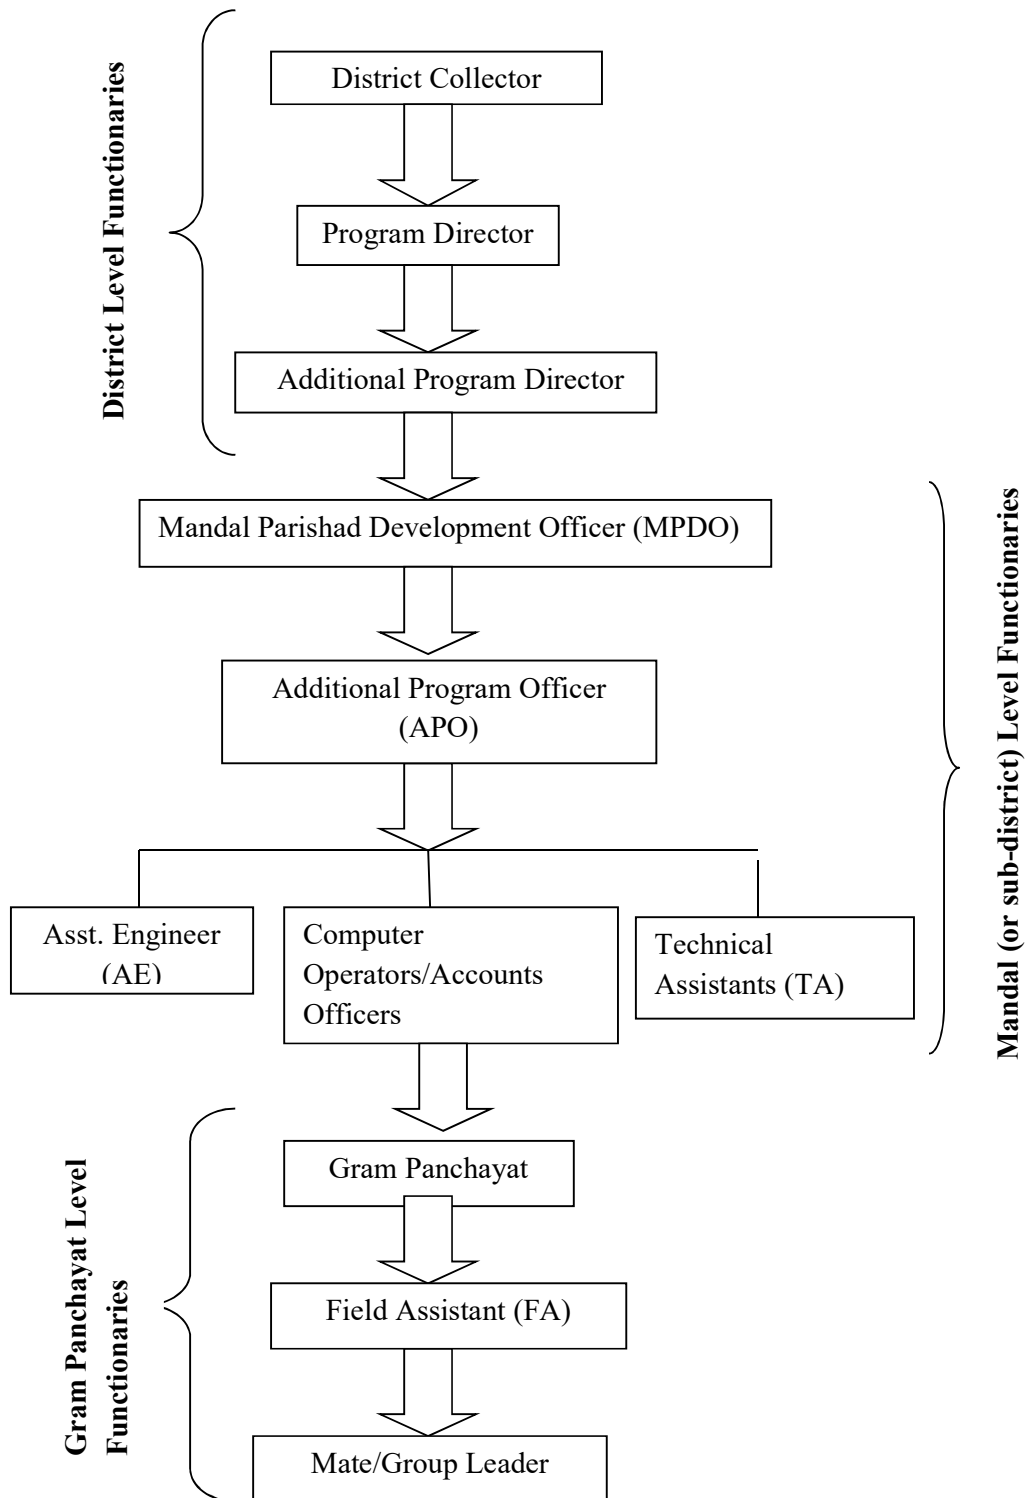 District Level Functionaries
District Collector
Program Director
Additional Program Director
Mandal (or sub-district) Level Functionaries
Mandal Parishad Development Officer (MPDO)
Additional Program Officer
(APO)
Asst. Engineer
(AE)
Computer
Operators/Accounts
Officers
Technical
Assistants (TA)
Gram Panchayat Level
Functionaries
Gram Panchayat
Field Assistant (FA)
Mate/Group Leader